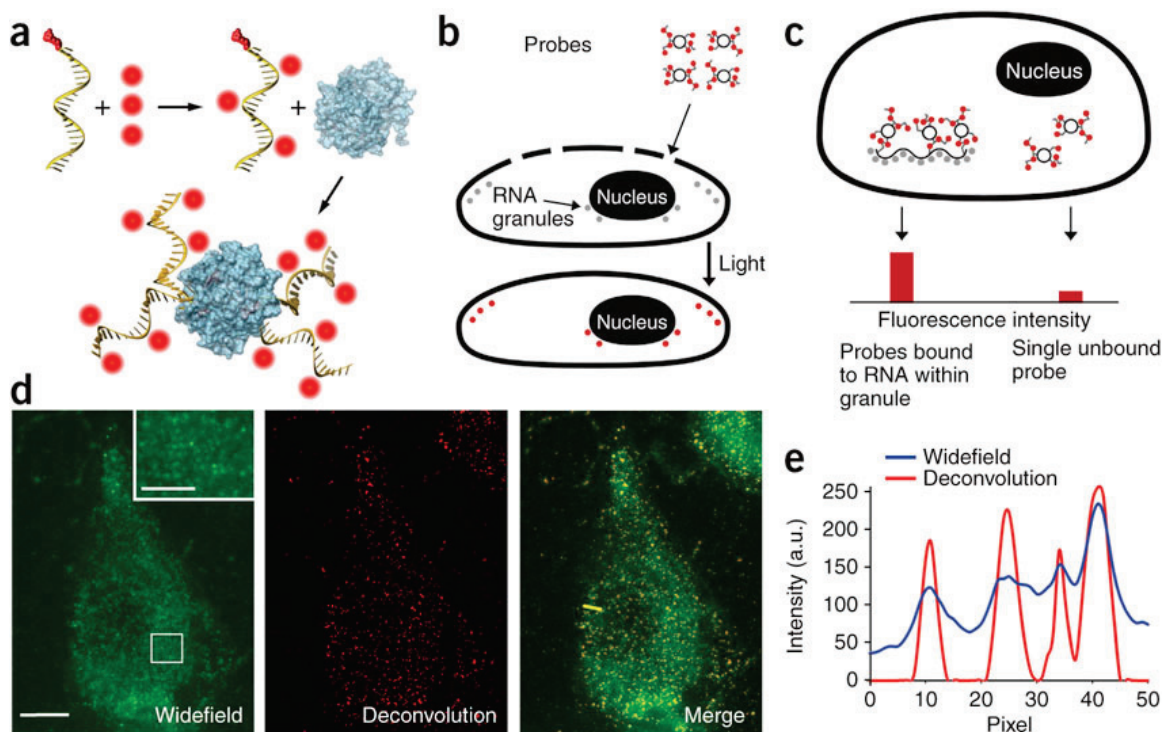 a
+
+
b
Probes
RNA
granules
Nucleus
Light
Nucleus
c
Nucleus
Fluorescence intensity
Probes bound
to RNA within
granule
Single unbound
probe
d
Widefield
Deconvolution
Merge
e
Widefield
Deconvolution
Intensity (a.u.)
250
200
150
100
50
0
0
10
20
30
40
50
Pixel